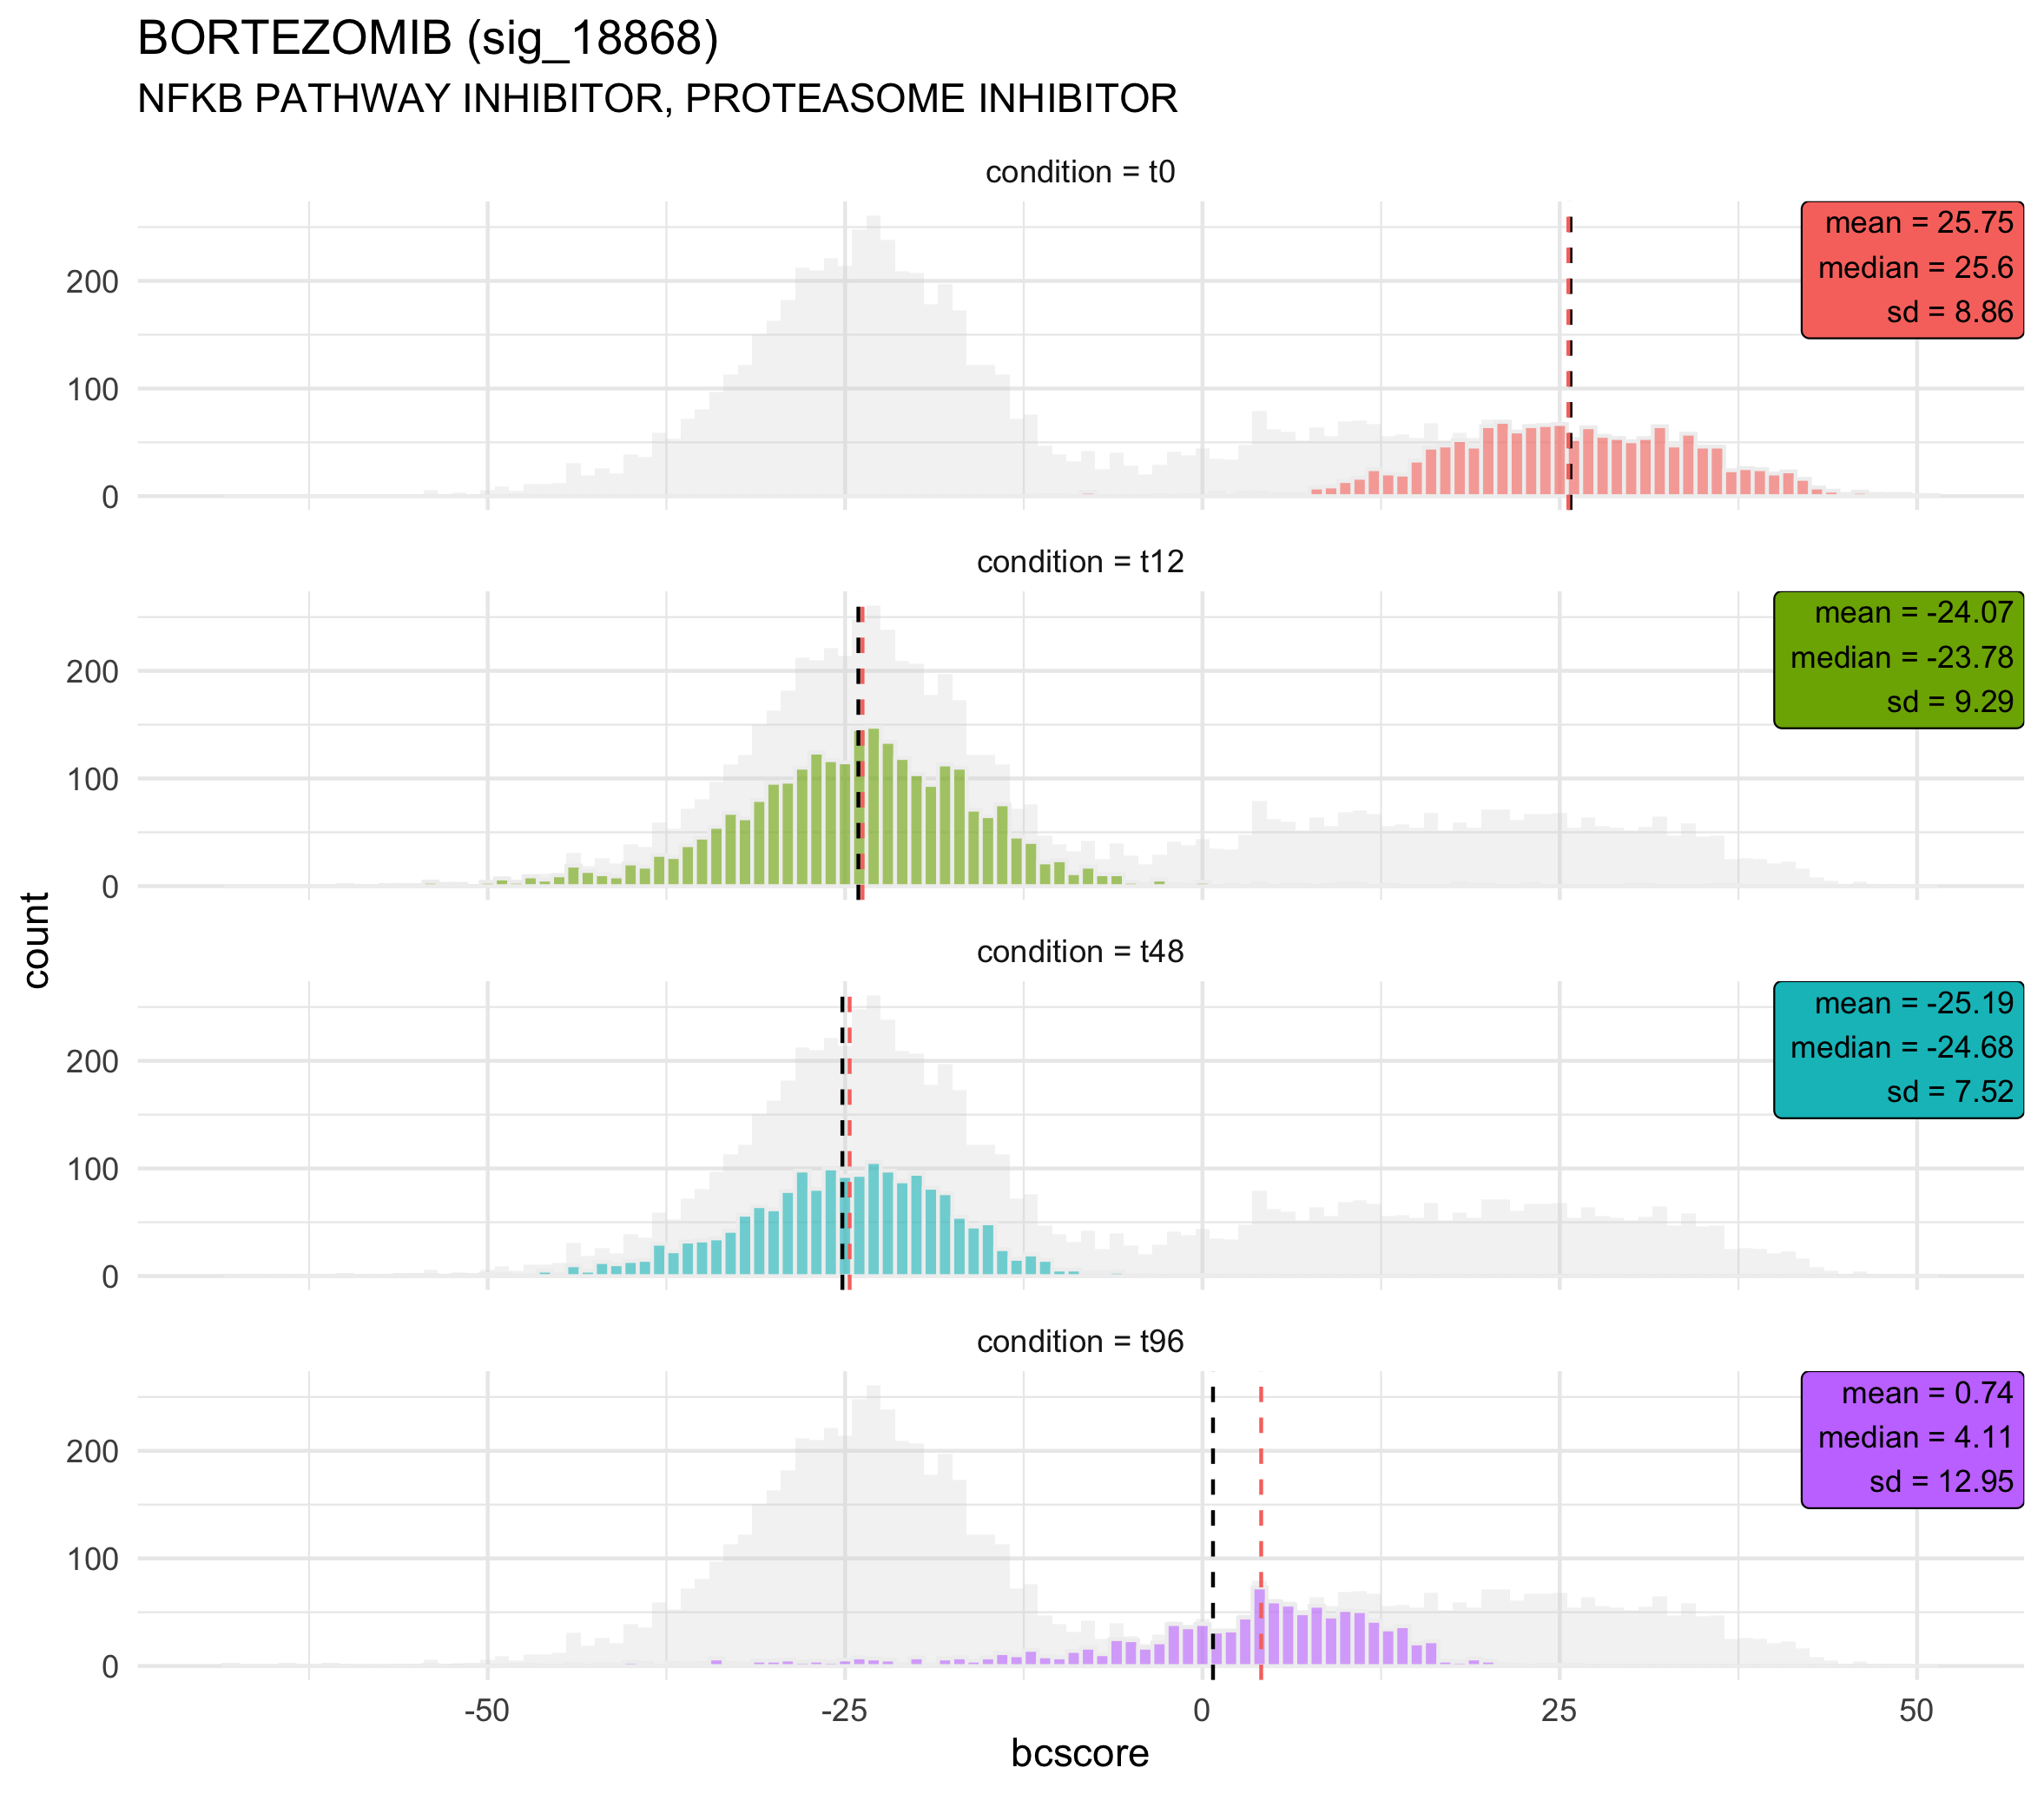 BORTEZOMIB (sig_18868)
NFKB PATHWAY INHIBITOR, PROTEASOME INHIBITOR
condition = t0
200
100
0
mean = 25.75
median = 25.6
sd = 8.86
condition = t12
200
100
0
mean = -24.07
median = -23.78
sd = 9.29
condition = t48
200
100
0
mean = -25.19
median = -24.68
sd = 7.52
condition = t96
200
100
0
mean = 0.74
median = 4.11
sd = 12.95
count
-50
-25
0
25
50
bcscore